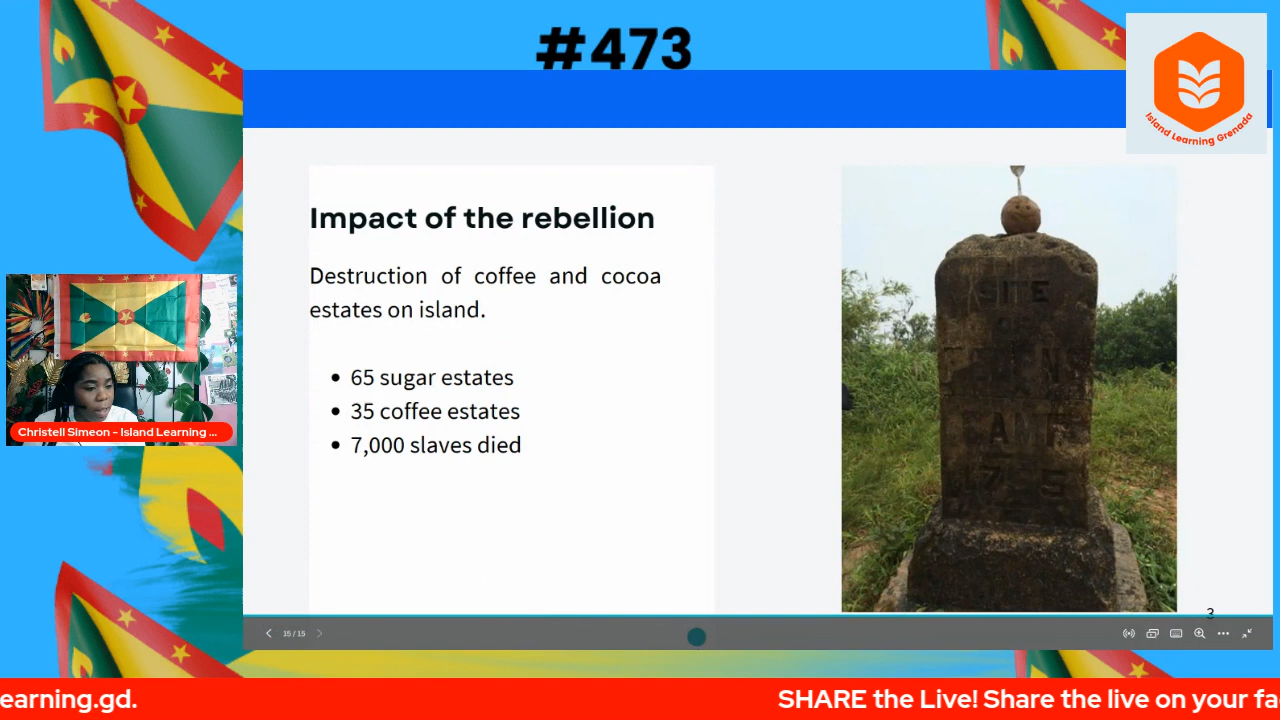 #473
Island Learning Grenada
Impact of the rebellion
Destruction of coffee and cocoa
estates on island.
65 sugar estates
35 coffee estates
7,000 slaves died
SITE
Christell Simeon - Island Learning ...
3
15 / 15
earning.gd.
SHARE the Live! Share the live on your fa